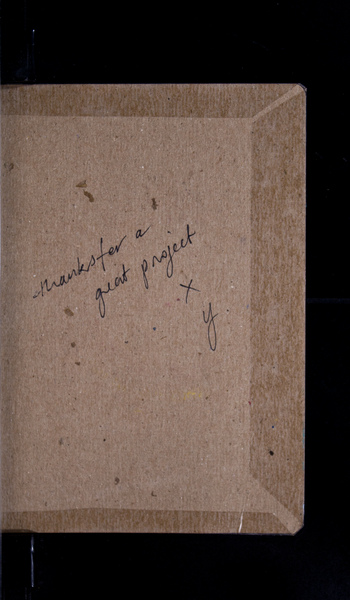 thanks for a
great project
x
y